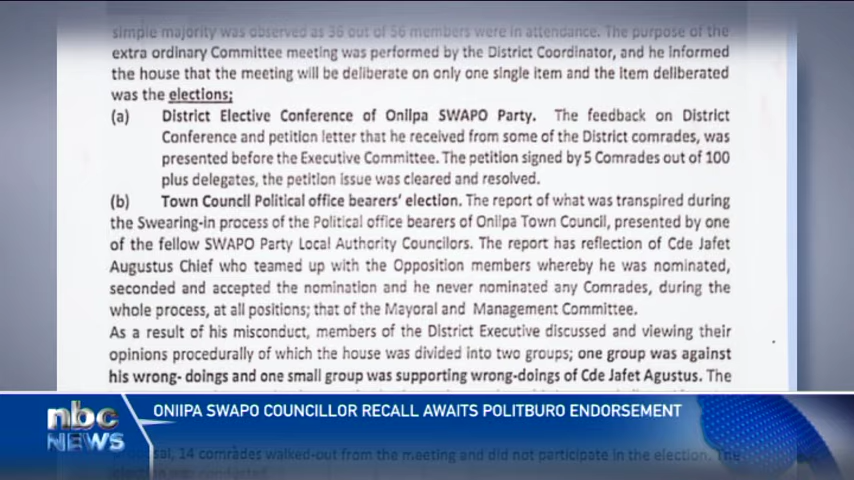 simple majority was observed as 36 out of 56 members were in attendance. The purpose of the
extra ordinary Committee meeting was performed by the District Coordinator, and he informed
the house that the meeting will be deliberate on only one single item and the item deliberated
was the elections;
(a) District Elective Conference of Oniipa SWAPO Party. The feedback on District
Conference and petition letter that he received from some of the District comrades, was
presented before the Executive Committee. The petition signed by 5 Comrades out of 100
plus delegates, the petition issue was cleared and resolved.
(b) Town Council Political office bearers' election. The report of what was transpired during
the Swearing-in process of the Political office bearers of Oniipa Town Council, presented by one
of the fellow SWAPO Party Local Authority Councilors. The report has reflection of Cde Jafet
Augustus Chief who teamed up with the Opposition members whereby he was nominated,
seconded and accepted the nomination and he never nominated any Comrades, during the
whole process, at all positions; that of the Mayoral and Management Committee.
As a result of his misconduct, members of the District Executive discussed and viewing their
opinions procedurally of which the house was divided into two groups; one group was against
his wrong- doings and one small group was supporting wrong-doings of Cde Jafet Agustus. The
nbc NEWS
ONIIPA SWAPO COUNCILLOR RECALL AWAITS POLITBURO ENDORSEMENT
14 comrades walked-out from the meeting and did not participate in the election. The